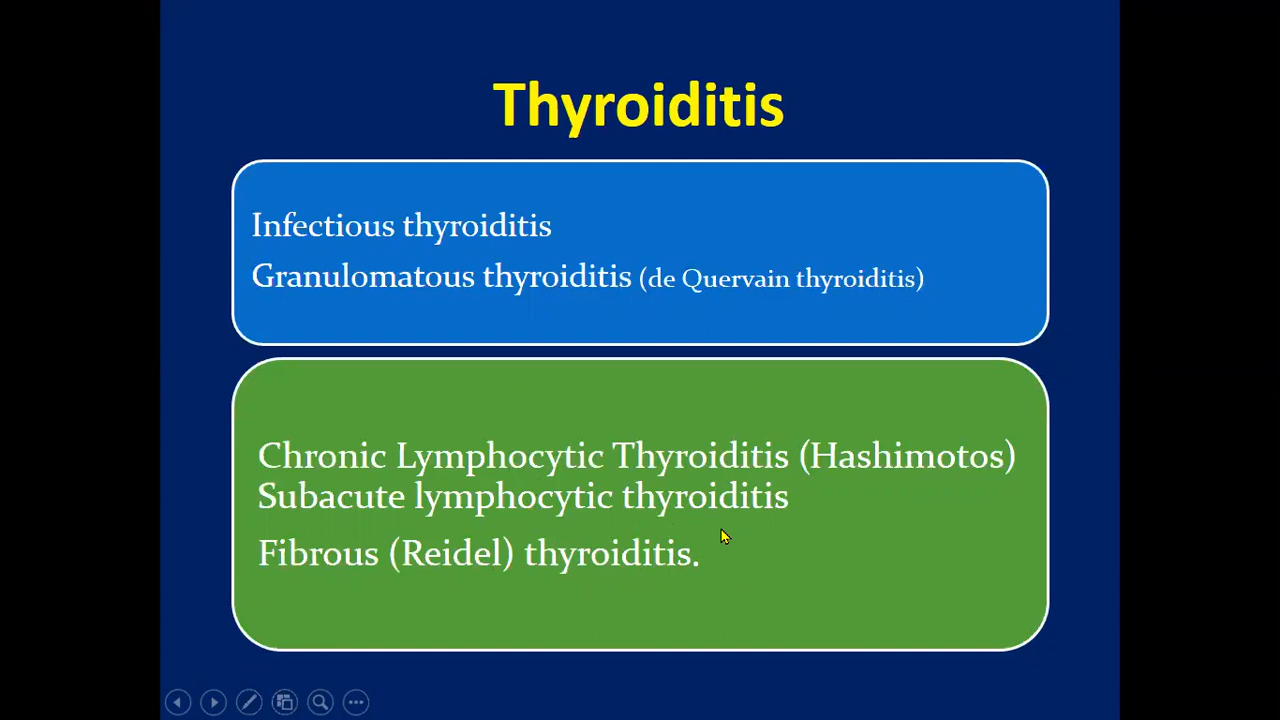 Thyroiditis
Infectious thyroiditis
Granulomatous thyroiditis (de Quervain thyroiditis)
Chronic Lymphocytic Thyroiditis (Hashimotos)
Subacute lymphocytic thyroiditis
Fibrous (Reidel) thyroiditis.